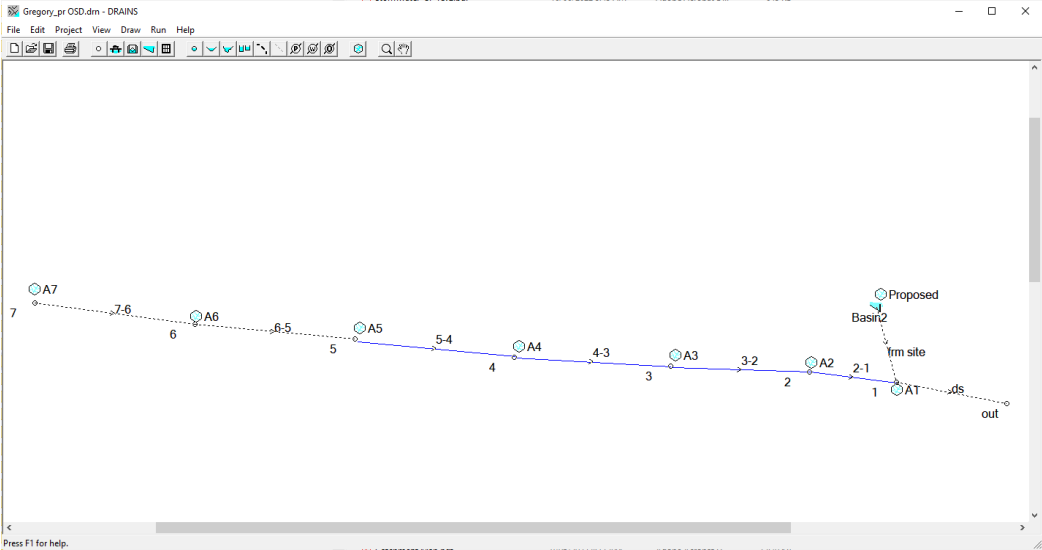 Gregory_pr OSD.drn - DRAINS
File Edit Project View Draw Run Help
A7
7
7-6
A6
6
6-5
A5
5
5-4
A4
4
4-3
A3
3
3-2
A2
2
2-1
Proposed
Basin2
frm site
1
A1
ds
out
Press F1 for help.